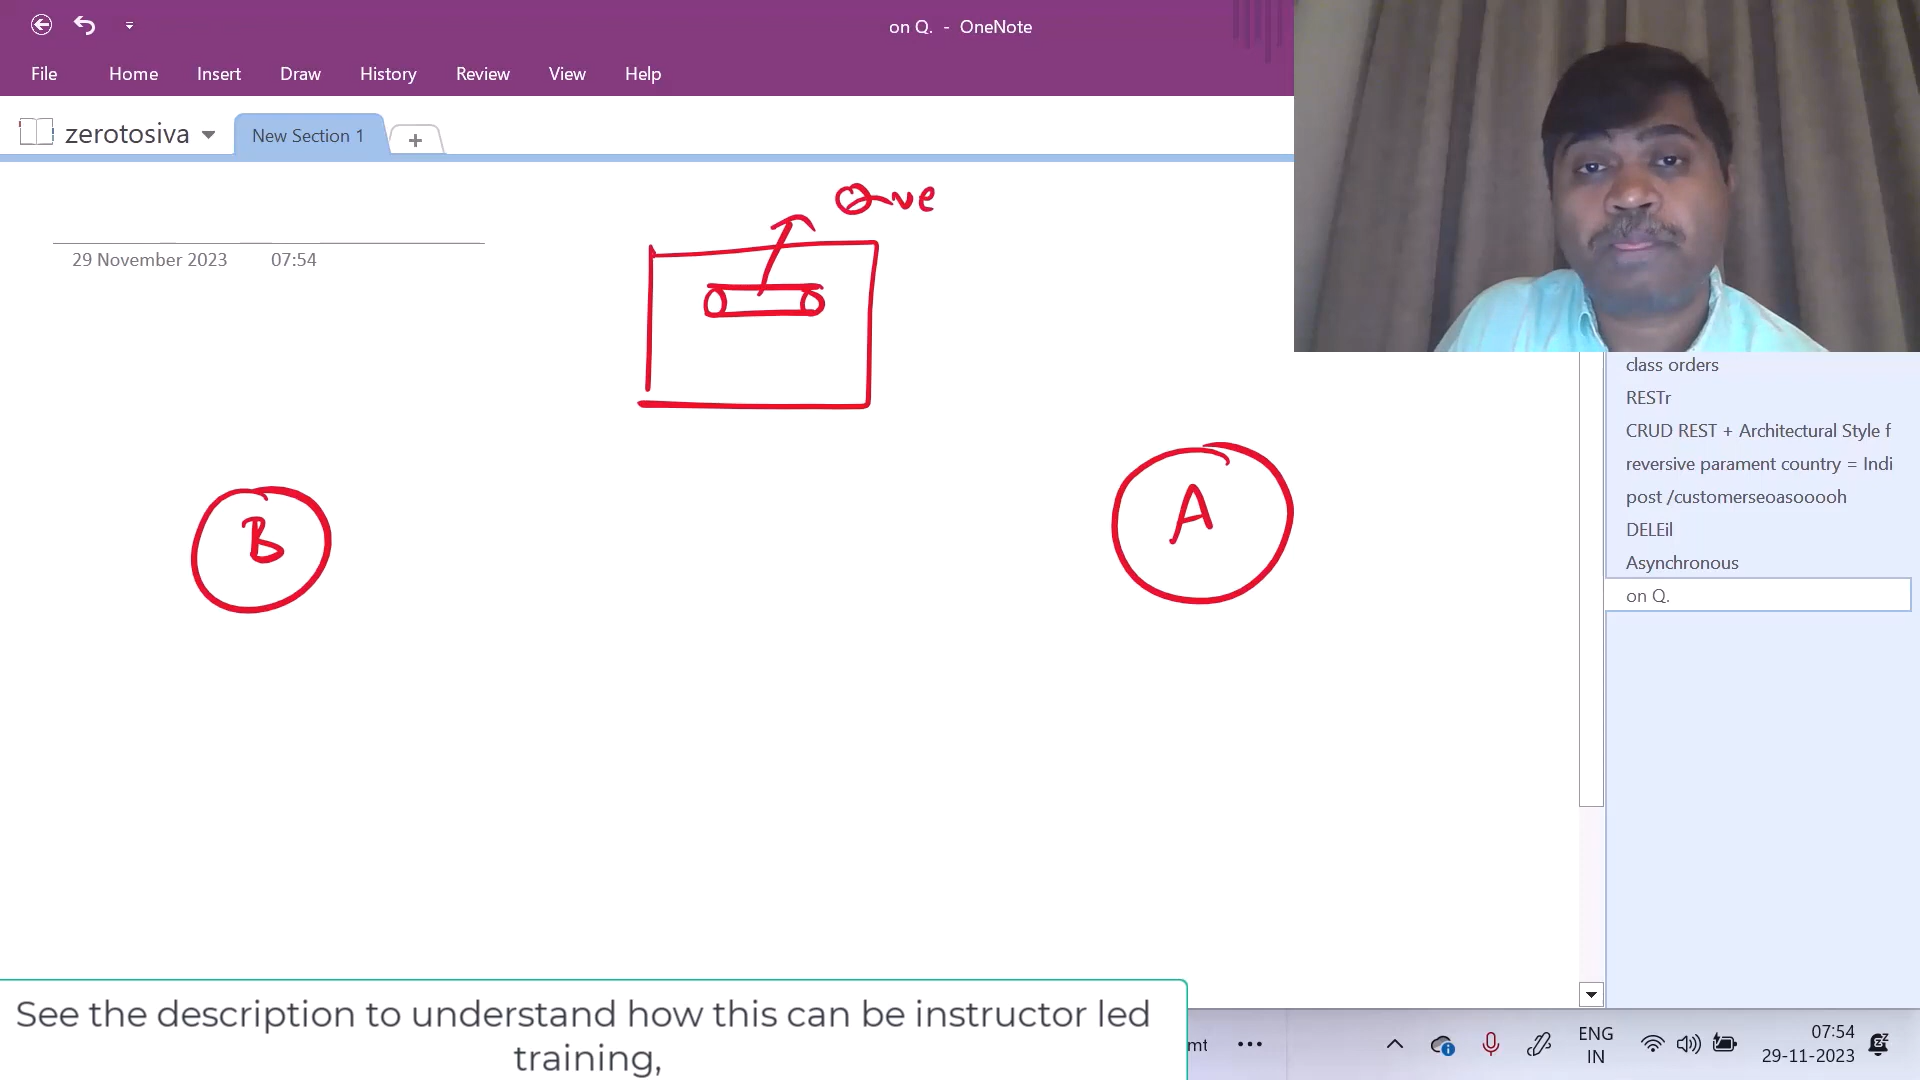 on Q. - OneNote
File Home Insert Draw History Review View Help
zerotosiva
New Section 1
29 November 2023 07:54
B
A
class orders
RESTr
CRUD REST + Architectural Style f
reversive parament country = Indi
post /customerseoasooooh
DELEil
Asynchronous
on Q.
See the description to understand how this can be instructor led
training,
mt
ENG
IN
07:54
29-11-2023